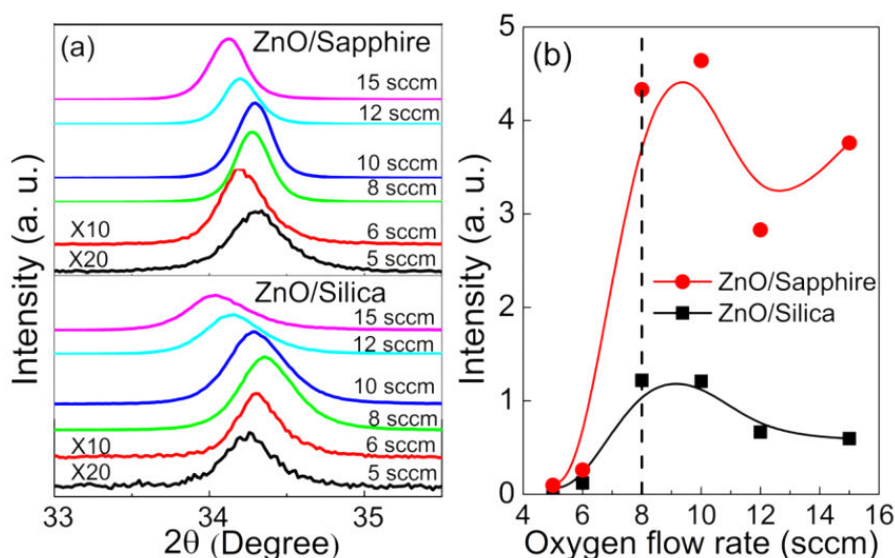 (a)
ZnO/Sapphire
15 sccm
12 sccm
10 sccm
8 sccm
X10
6 sccm
X20
5 sccm
ZnO/Silica
15 sccm
12 sccm
10 sccm
8 sccm
X10
6 sccm
X20
5 sccm
Intensity (a. u.)
33
34
35
2θ (Degree)
(b)
Intensity (a. u.)
5
4
3
2
1
0
ZnO/Sapphire
ZnO/Silica
4
6
8
10
12
14
16
Oxygen flow rate (sccm)